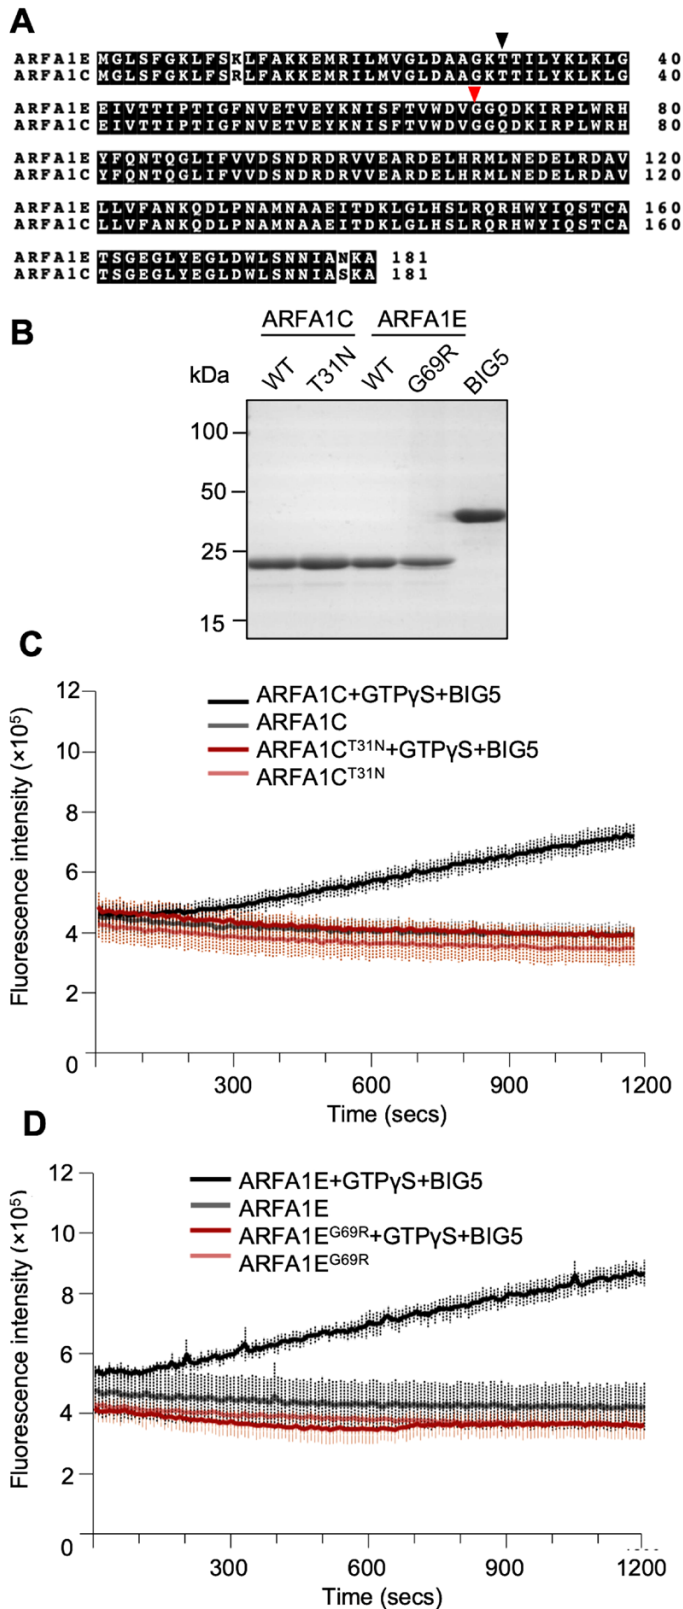 A
ARFA1E MGLSFGKLFSKLFAKKEMRILMVGLDAAGKTTILYKLKLG 40
ARFA1C MGLSFGKLFSRLFAKKEMRILMVGLDAAGKTTILYKLKLG 40
ARFA1E EIVTTIPTIGFNVETVEYKNISFTVWDVGGQDKIRPLWRH 80
ARFA1C EIVTTIPTIGFNVETVEYKNISFTVWDVGGQDKIRPLWRH 80
ARFA1E YFQNTQGLIFVVDSNDRDRVVEARDELHRMLNEDELRDAV 120
ARFA1C YFQNTQGLIFVVDSNDRDRVVEARDELHRMLNEDELRDAV 120
ARFA1E LLVFANKQDLPNAMNAAEITDKLGLHSLRQRHWYIQSTCA 160
ARFA1C LLVFANKQDLPNAMNAAEITDKLGLHSLRQRHWYIQSTCA 160
ARFA1E TSGEGLYEGLDWLSNNIANKA 181
ARFA1C TSGEGLYEGLDWLSNNIASKA 181
B
ARFA1C ARFA1E
kDa WT T31N WT G69R BIG5
100
50
25
15
C
Fluorescence intensity (×10⁵)
12
10
8
6
4
2
0
ARFA1C+GTPγS+BIG5
ARFA1C
ARFA1C^T31N+GTPγS+BIG5
ARFA1C^T31N
300 600 900 1200
Time (secs)
D
Fluorescence intensity (×10⁵)
12
10
8
6
4
2
0
ARFA1E+GTPγS+BIG5
ARFA1E
ARFA1E^G69R+GTPγS+BIG5
ARFA1E^G69R
300 600 900 1200
Time (secs)